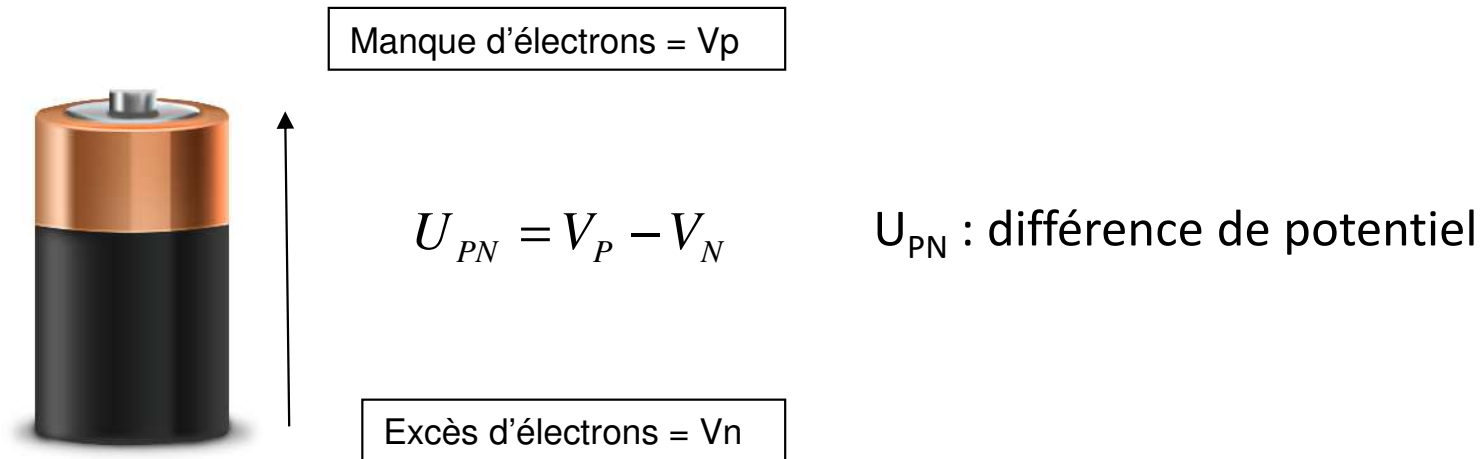 Manque d'électrons = Vp
U_PN = V_P − V_N
U_PN : différence de potentiel
Excès d'électrons = Vn